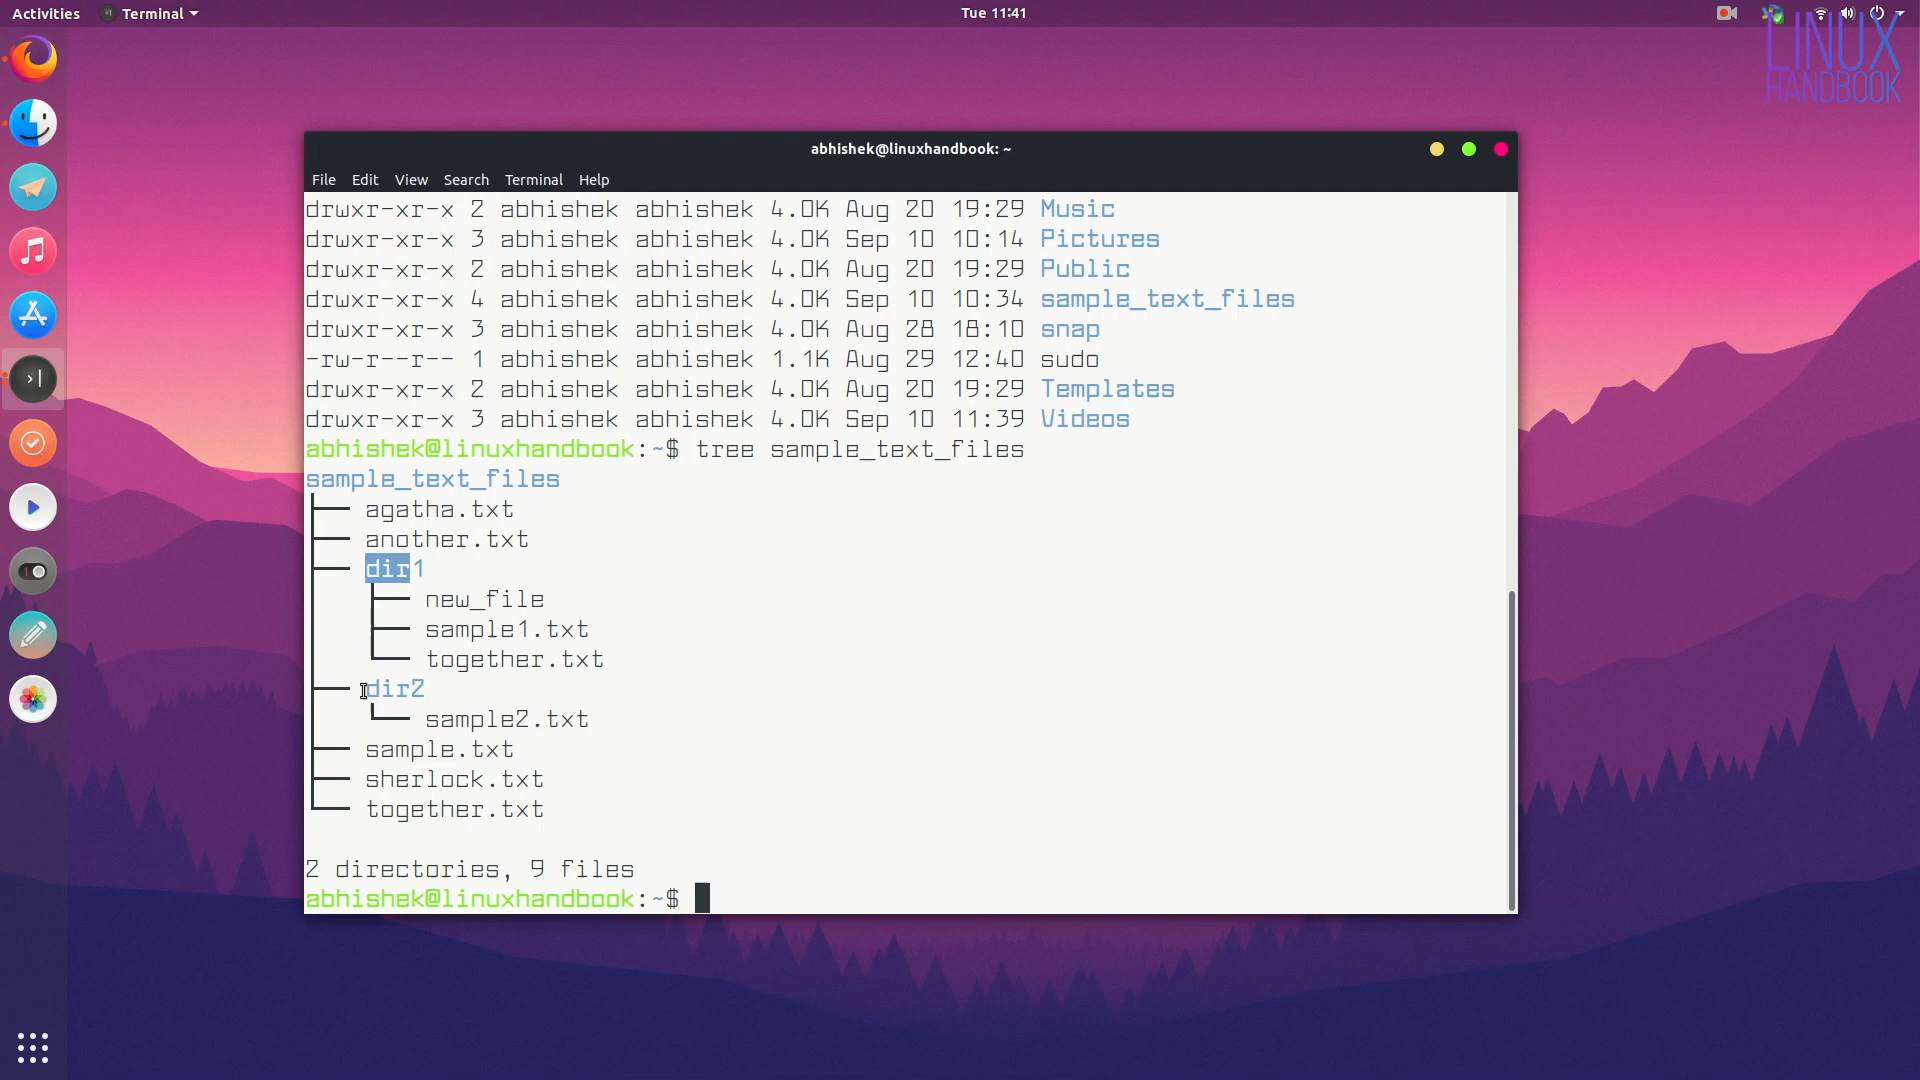 Activities Terminal Tue 11:41
LINUX
HANDBOOK
abhishek@linuxhandbook: ~
File Edit View Search Terminal Help
drwxr-xr-x 2 abhishek abhishek 4.0K Aug 20 19:29 Music
drwxr-xr-x 3 abhishek abhishek 4.0K Sep 10 10:14 Pictures
drwxr-xr-x 2 abhishek abhishek 4.0K Aug 20 19:29 Public
drwxr-xr-x 4 abhishek abhishek 4.0K Sep 10 10:34 sample_text_files
drwxr-xr-x 3 abhishek abhishek 4.0K Aug 28 18:10 snap
-rw-r--r-- 1 abhishek abhishek 1.1K Aug 29 12:40 sudo
drwxr-xr-x 2 abhishek abhishek 4.0K Aug 20 19:29 Templates
drwxr-xr-x 3 abhishek abhishek 4.0K Sep 10 11:39 Videos
abhishek@linuxhandbook:~$ tree sample_text_files
sample_text_files
├── agatha.txt
├── another.txt
├── dir1
│   ├── new_file
│   ├── sample1.txt
│   └── together.txt
├── dir2
│   └── sample2.txt
├── sample.txt
├── sherlock.txt
└── together.txt
2 directories, 9 files
abhishek@linuxhandbook:~$